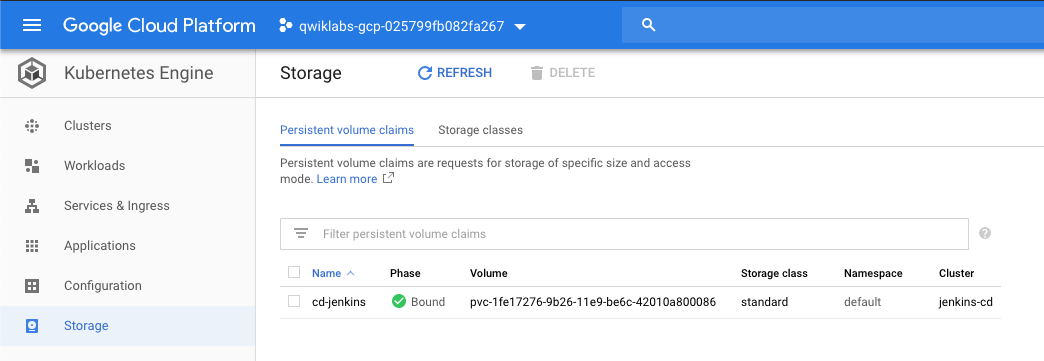 Google Cloud Platform qwiklabs-gcp-025799fb082fa267
Kubernetes Engine
Storage REFRESH DELETE
Clusters
Workloads
Services & Ingress
Applications
Configuration
Storage
Persistent volume claims Storage classes
Persistent volume claims are requests for storage of specific size and access
mode. Learn more
Filter persistent volume claims ?
Name Phase Volume Storage class Namespace Cluster
cd-jenkins Bound pvc-1fe17276-9b26-11e9-be6c-42010a800086 standard default jenkins-cd